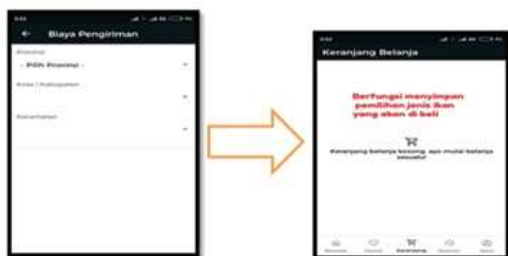 Biaya Pengiriman
Provinsi
- Pilih Provinsi -
Kota / Kabupaten
Kecamatan
Keranjang Belanja
Berfungsi menyimpan
pemilihan jenis ikan
yang akan di beli
Keranjang belanja kosong, ayo mulai belanja
sesuatu!
Keranjang